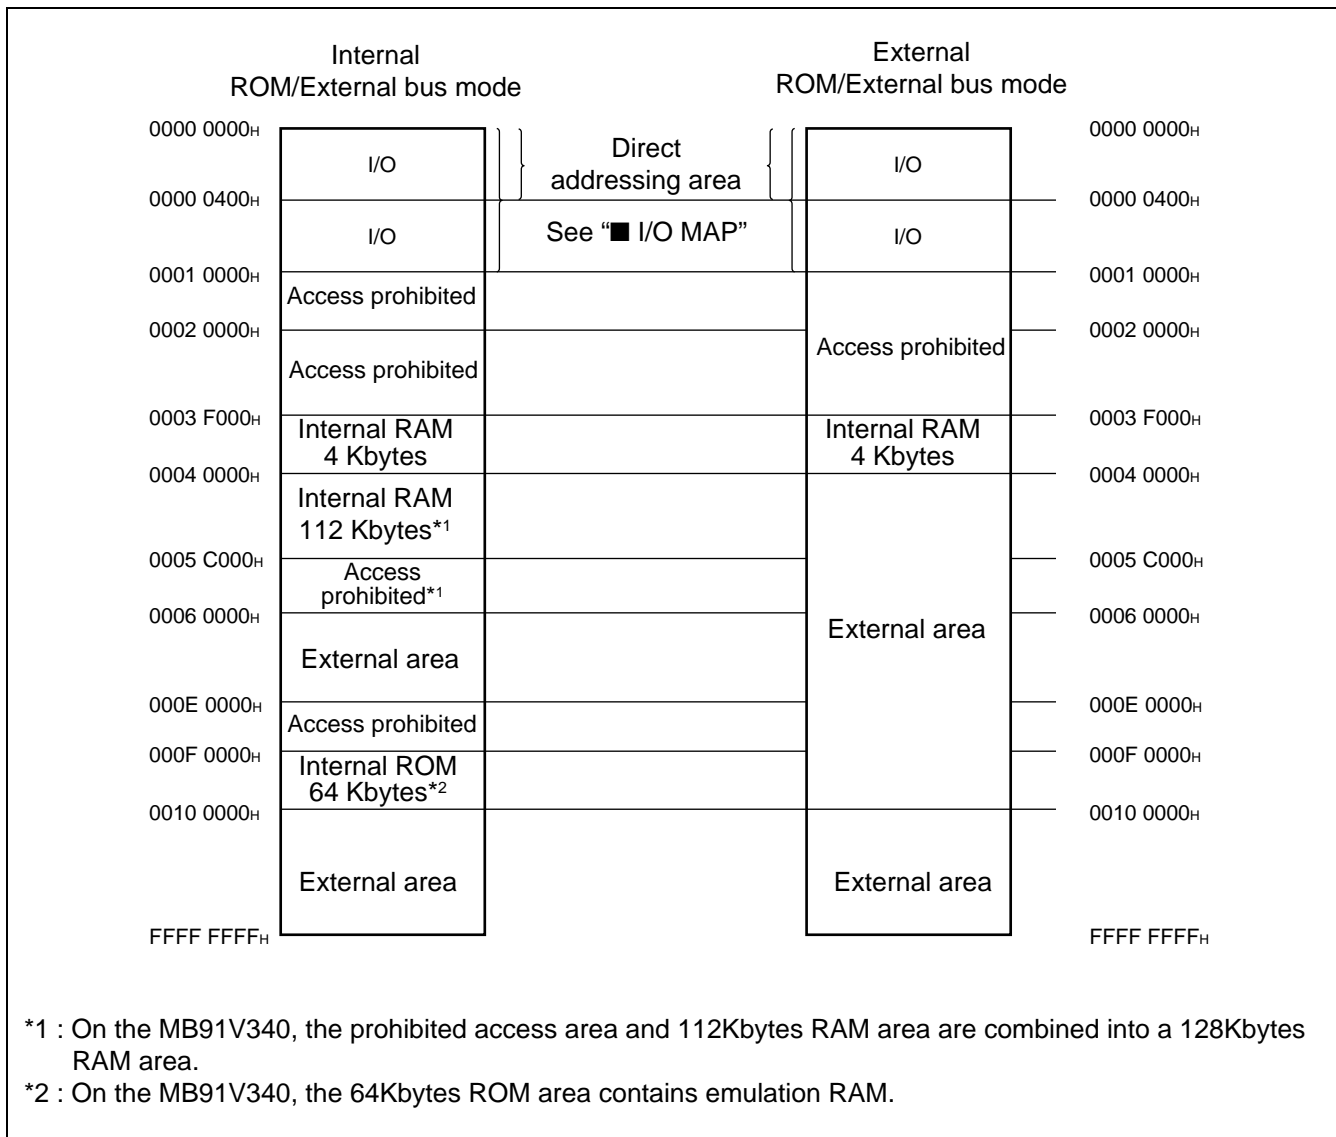 Internal
ROM/External bus mode
External
ROM/External bus mode
0000 0000H
I/O
Direct
addressing area
I/O
0000 0000H
0000 0400H
0000 0400H
I/O
See “■ I/O MAP”
I/O
0001 0000H
0001 0000H
Access prohibited
0002 0000H
0002 0000H
Access prohibited
Access prohibited
0003 F000H
0003 F000H
Internal RAM
4 Kbytes
Internal RAM
4 Kbytes
0004 0000H
0004 0000H
Internal RAM
112 Kbytes*1
0005 C000H
0005 C000H
Access
prohibited*1
0006 0000H
0006 0000H
External area
External area
000E 0000H
000E 0000H
Access prohibited
000F 0000H
000F 0000H
Internal ROM
64 Kbytes*2
0010 0000H
0010 0000H
External area
External area
FFFF FFFFH
FFFF FFFFH
*1 : On the MB91V340, the prohibited access area and 112Kbytes RAM area are combined into a 128Kbytes
RAM area.
*2 : On the MB91V340, the 64Kbytes ROM area contains emulation RAM.